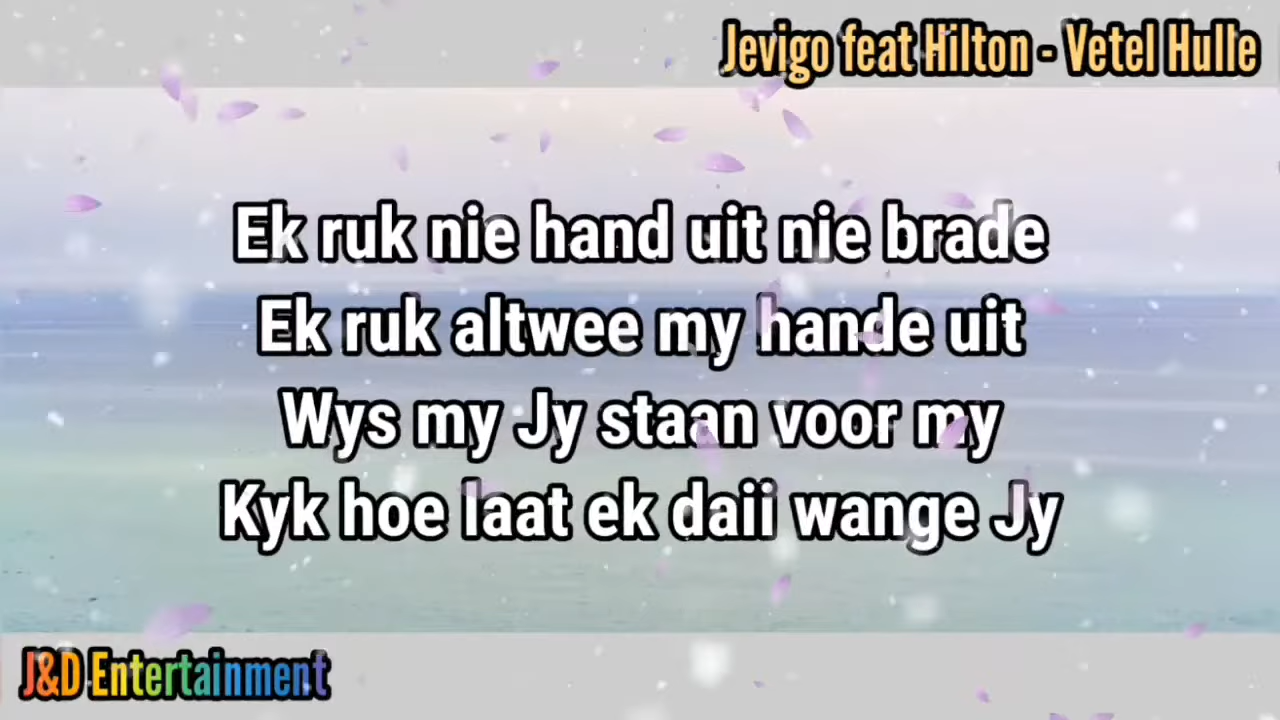 Jevigo feat Hilton - Vetel Hulle
Ek ruk nie hand uit nie brade
Ek ruk altwee my hande uit
Wys my Jy staan voor my
Kyk hoe laat ek daii wange Jy
J&D Entertainment